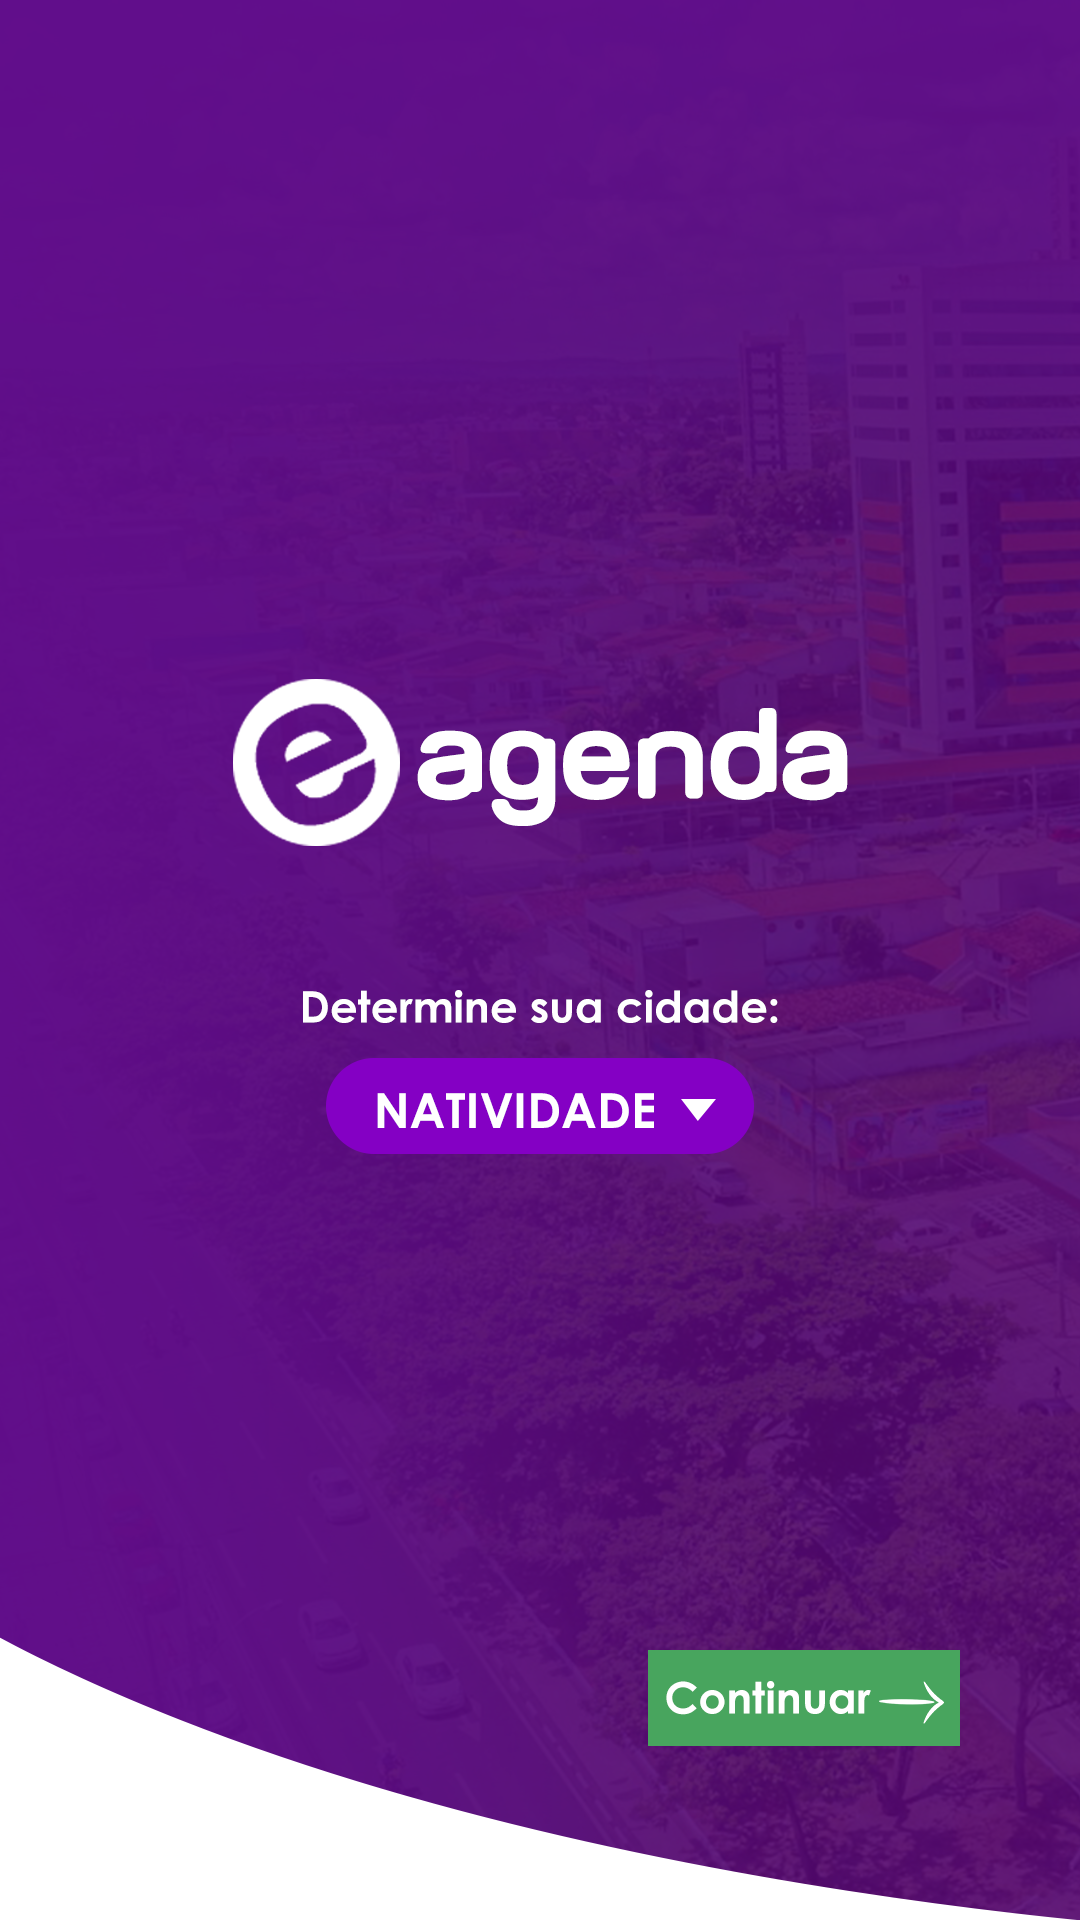 e agenda
Determine sua cidade:
NATIVIDADE
Continuar